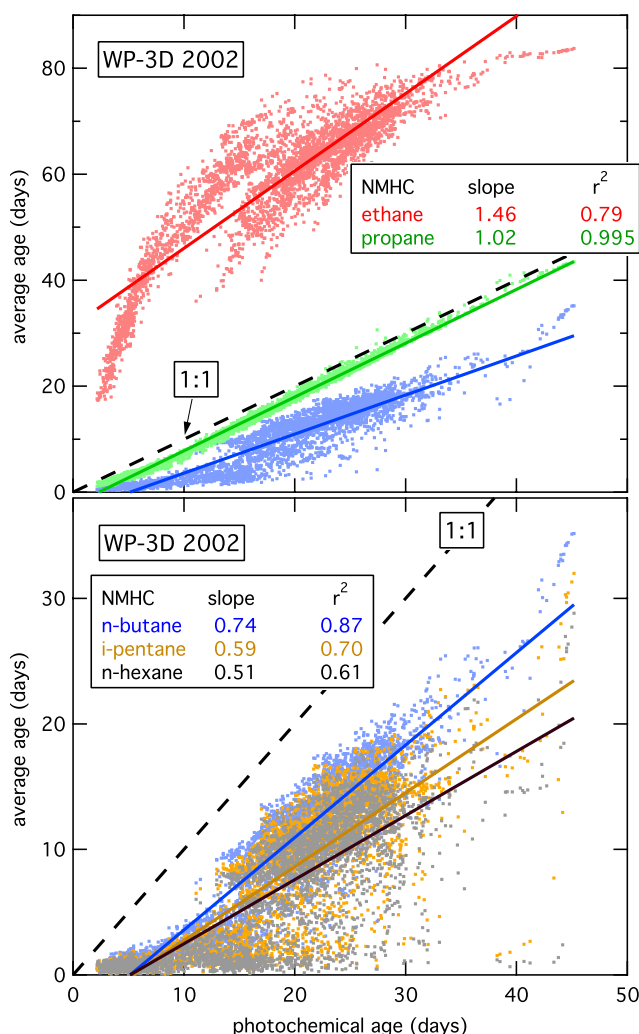 80
60
40
20
0
average age (days)
WP-3D 2002
NMHC slope r²
ethane 1.46 0.79
propane 1.02 0.995
1:1
30
20
10
0
average age (days)
WP-3D 2002
1:1
NMHC slope r²
n-butane 0.74 0.87
i-pentane 0.59 0.70
n-hexane 0.51 0.61
0 10 20 30 40 50
photochemical age (days)